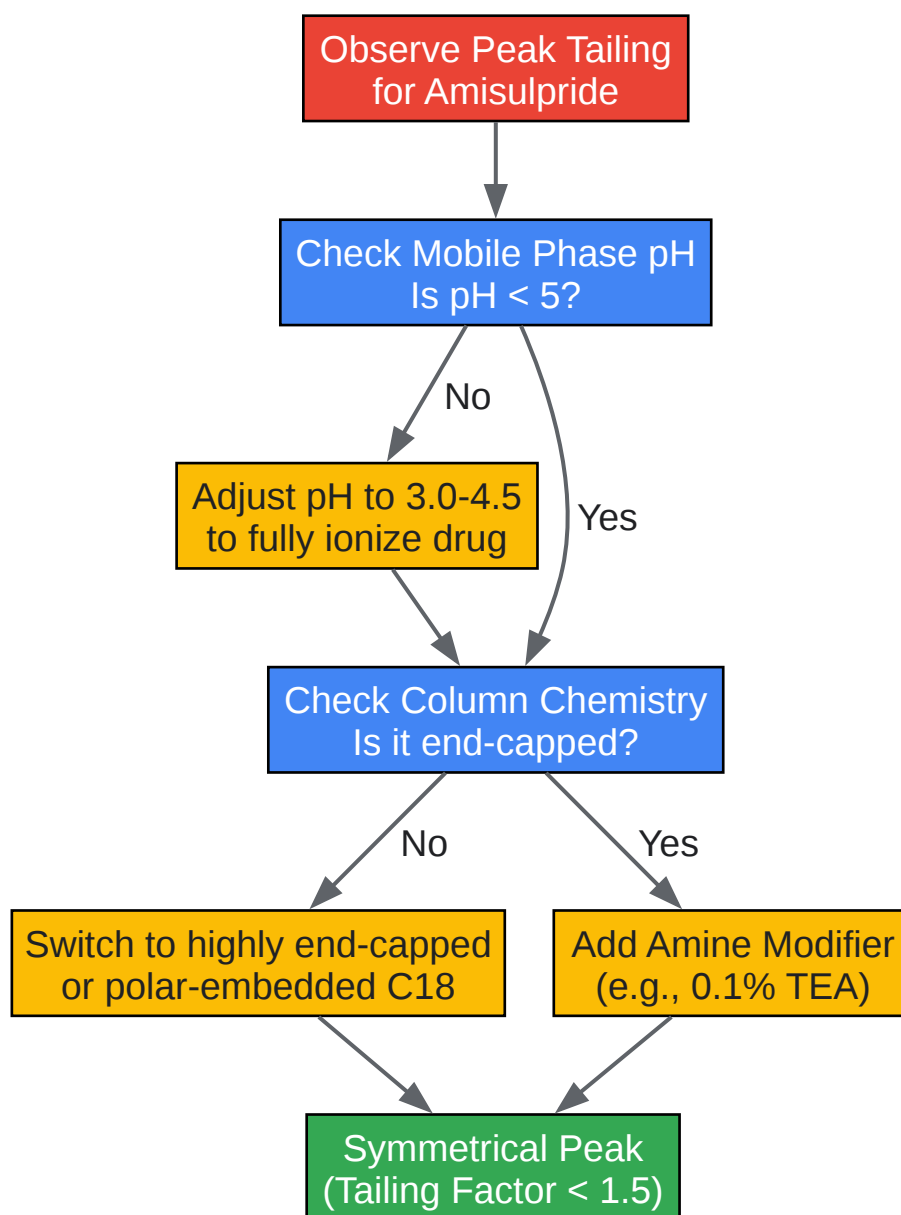 Observe Peak Tailing
for Amisulpride
Check Mobile Phase pH
Is pH < 5?
No
Yes
Adjust pH to 3.0-4.5
to fully ionize drug
Check Column Chemistry
Is it end-capped?
No
Yes
Switch to highly end-capped
or polar-embedded C18
Add Amine Modifier
(e.g., 0.1% TEA)
Symmetrical Peak
(Tailing Factor < 1.5)